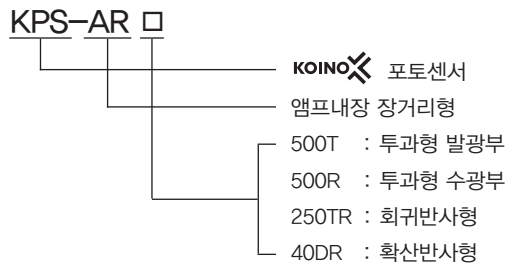 KPS-AR □
KOINO 포토센서
앰프내장 장거리형
500T : 투과형 발광부
500R : 투과형 수광부
250TR : 회귀반사형
40DR : 확산반사형